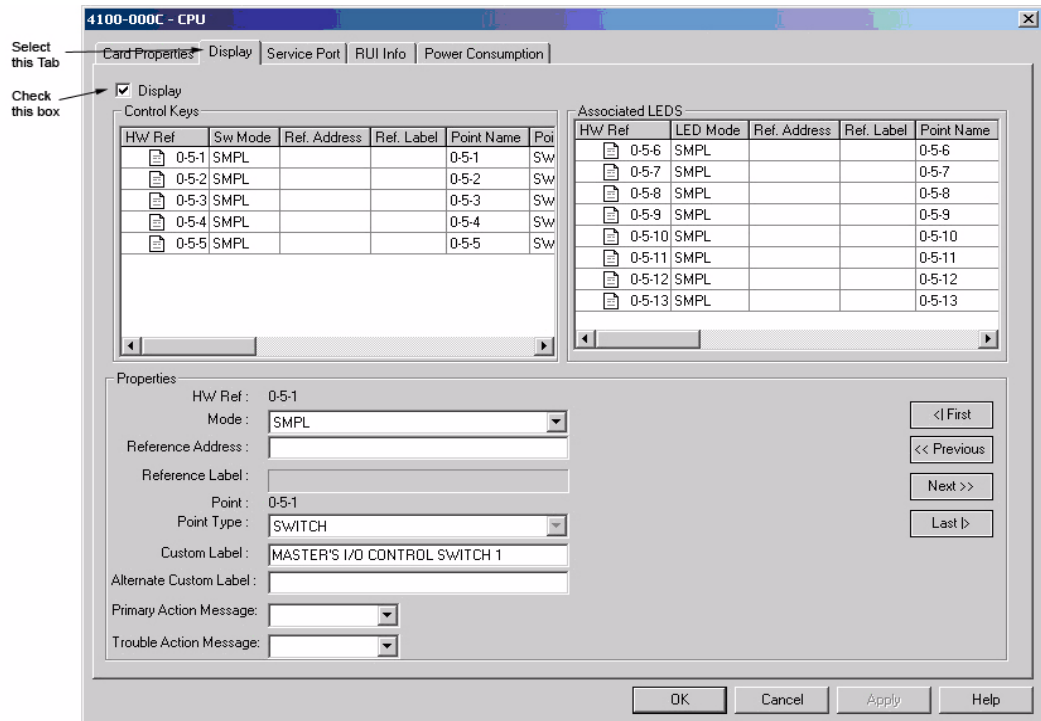 4100-000C - CPU
Select
this Tab
Card Properties Display Service Port RUI Info Power Consumption
Check
this box
Display
Control Keys
HW Ref Sw Mode Ref. Address Ref. Label Point Name Poi
0-5-1 SMPL 0-5-1 SW
0-5-2 SMPL 0-5-2 SW
0-5-3 SMPL 0-5-3 SW
0-5-4 SMPL 0-5-4 SW
0-5-5 SMPL 0-5-5 SW
Associated LEDS
HW Ref LED Mode Ref. Address Ref. Label Point Name
0-5-6 SMPL 0-5-6
0-5-7 SMPL 0-5-7
0-5-8 SMPL 0-5-8
0-5-9 SMPL 0-5-9
0-5-10 SMPL 0-5-10
0-5-11 SMPL 0-5-11
0-5-12 SMPL 0-5-12
0-5-13 SMPL 0-5-13
Properties
HW Ref : 0-5-1
Mode : SMPL
Reference Address :
Reference Label :
Point : 0-5-1
Point Type : SWITCH
Custom Label : MASTER'S I/O CONTROL SWITCH 1
Alternate Custom Label :
Primary Action Message:
Trouble Action Message:
<| First
<< Previous
Next >>
Last |>
OK Cancel Apply Help